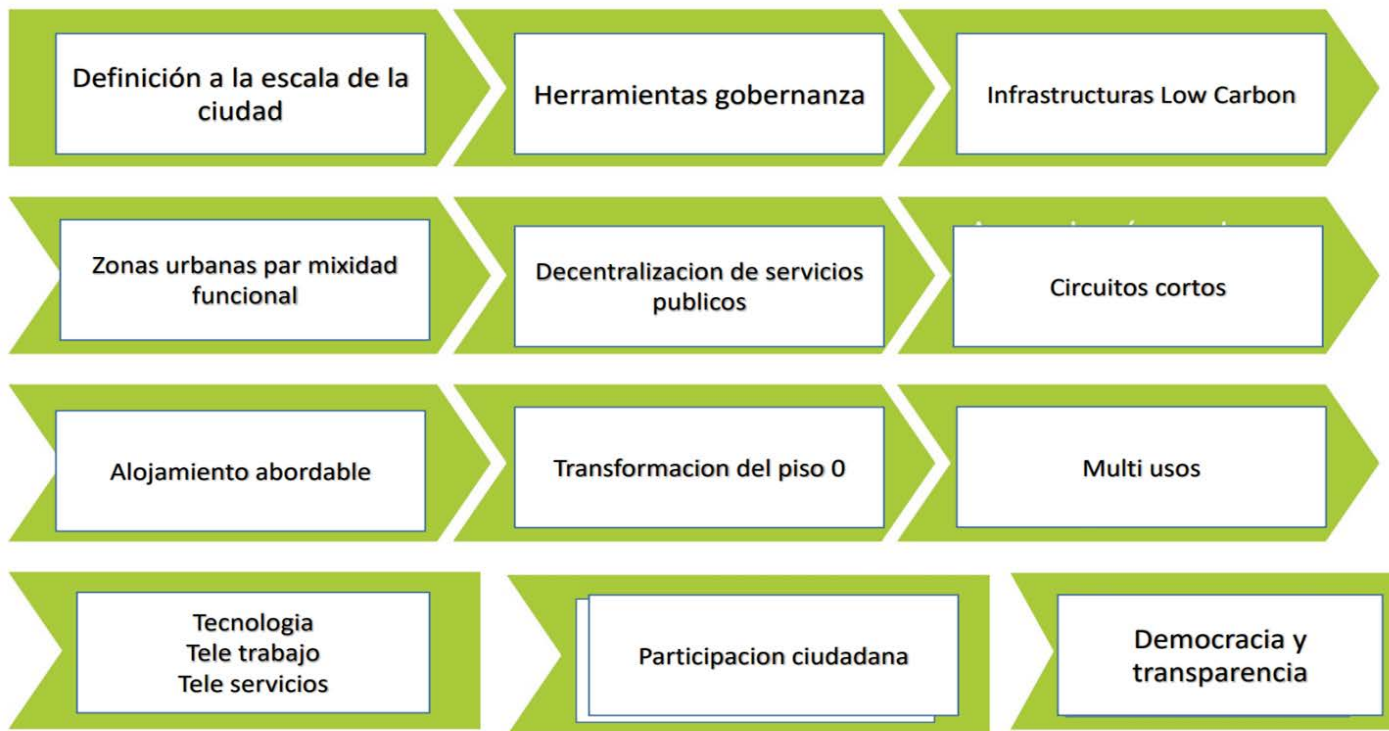 Definición a la escala de la
ciudad
Herramientas gobernanza
Infrastructuras Low Carbon
Zonas urbanas par mixidad
funcional
Decentralizacion de servicios
publicos
Circuitos cortos
Alojamiento abordable
Transformacion del piso 0
Multi usos
Tecnologia
Tele trabajo
Tele servicios
Participacion ciudadana
Democracia y
transparencia